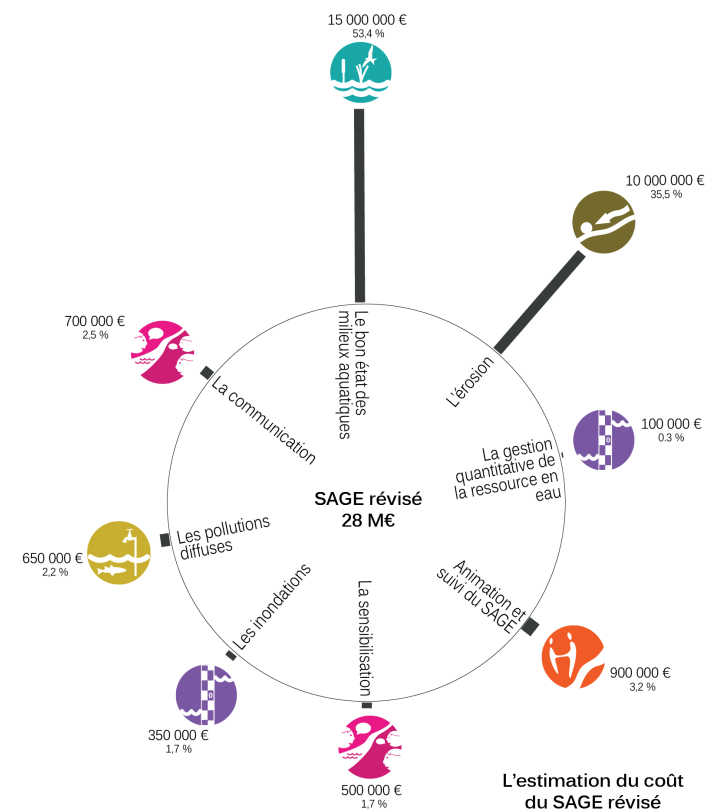 15 000 000 €
53,4 %
10 000 000 €
35,5 %
700 000 €
2,5 %
Le bon état des
milieux aquatiques
L'érosion
La communication
100 000 €
0.3 %
La gestion
quantitative de
la ressource en
eau
SAGE révisé
28 M€
Les pollutions
diffuses
650 000 €
2,2 %
Animation et
suivi du SAGE
Les inondations
La sensibilisation
900 000 €
3,2 %
350 000 €
1,7 %
500 000 €
1,7 %
L'estimation du coût
du SAGE révisé